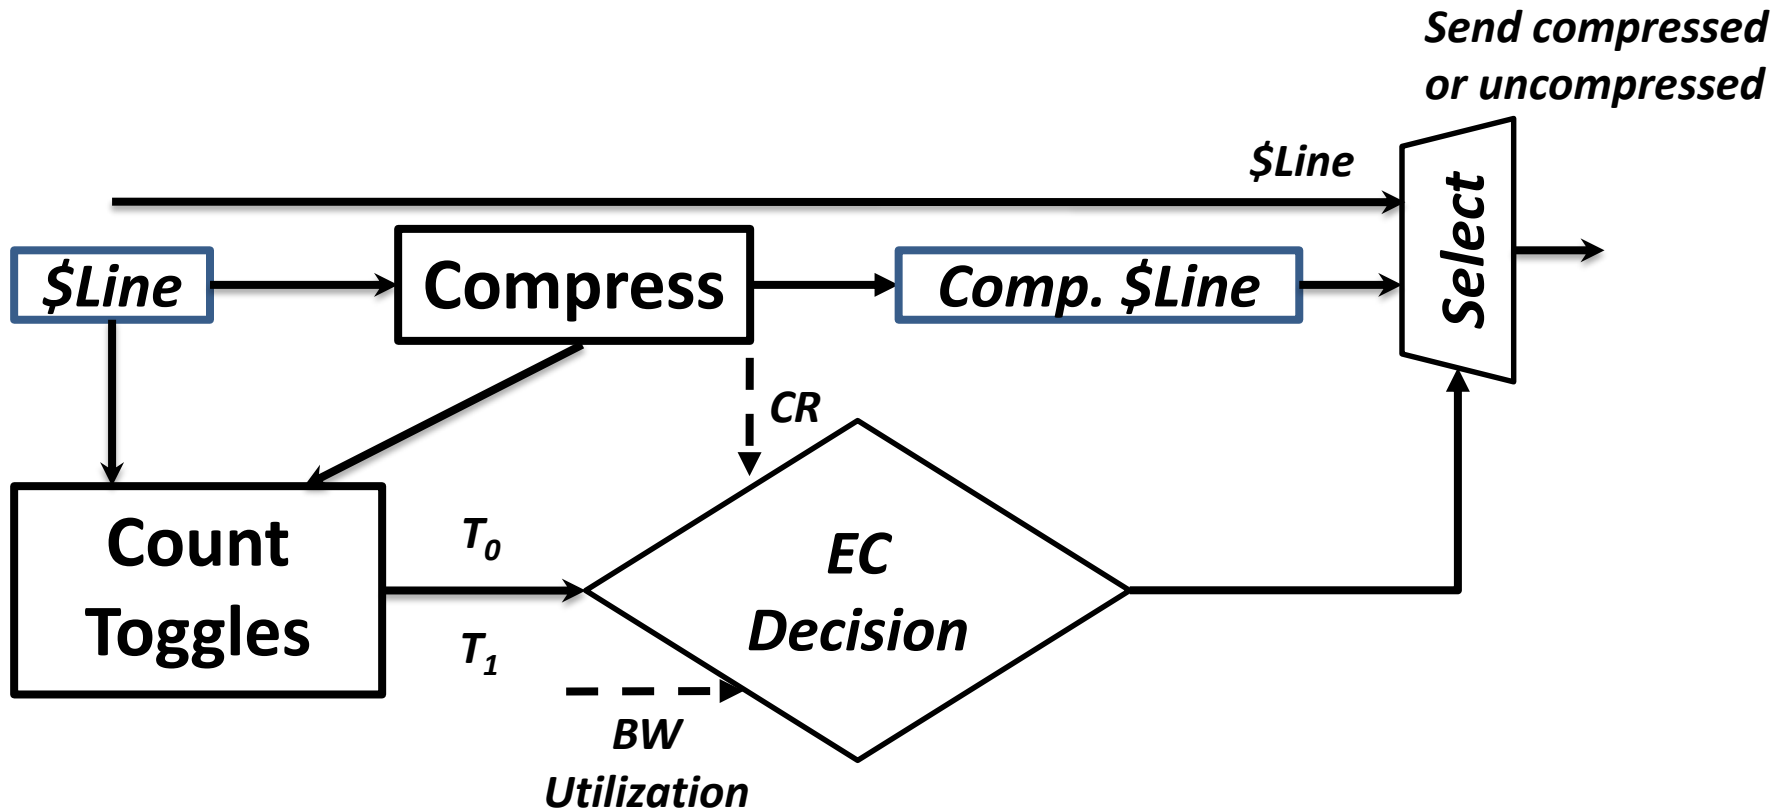 Send compressed
or uncompressed
$Line
Select
$Line
Compress
Comp. $Line
CR
Count
Toggles
T0
T1
EC
Decision
BW
Utilization